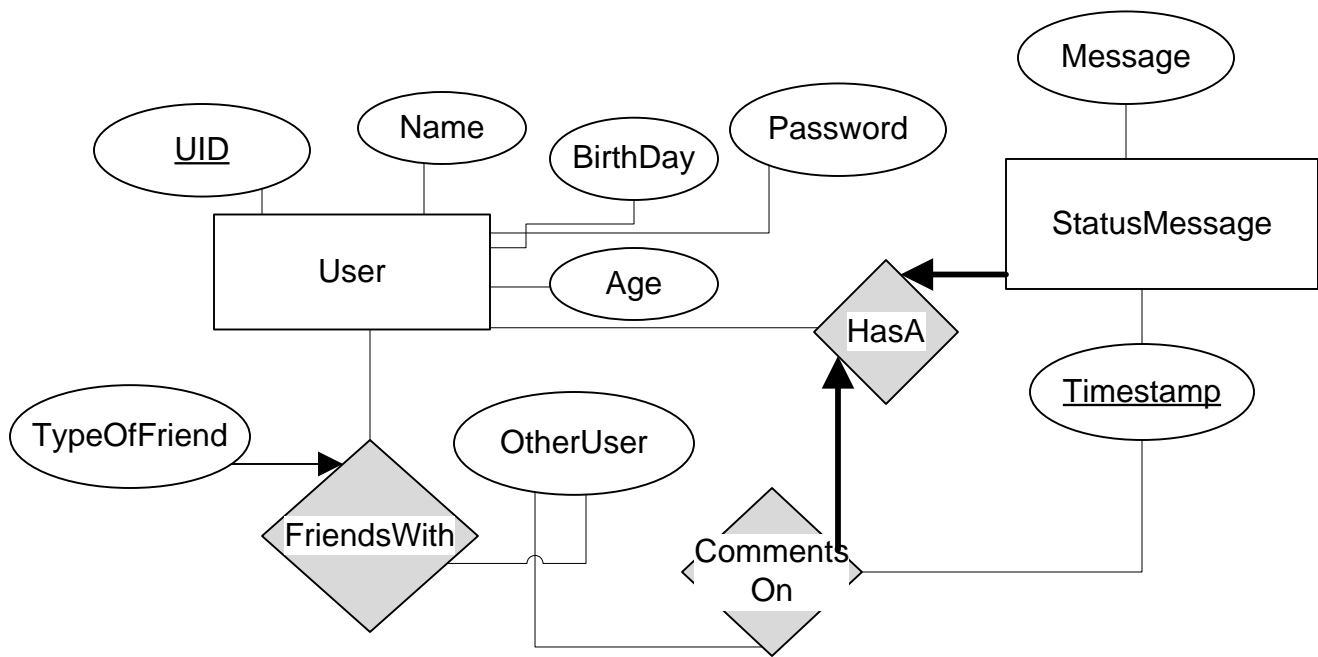 Message
Name
Password
UID
BirthDay
StatusMessage
User
Age
HasA
Timestamp
TypeOfFriend
OtherUser
FriendsWith
Comments
On